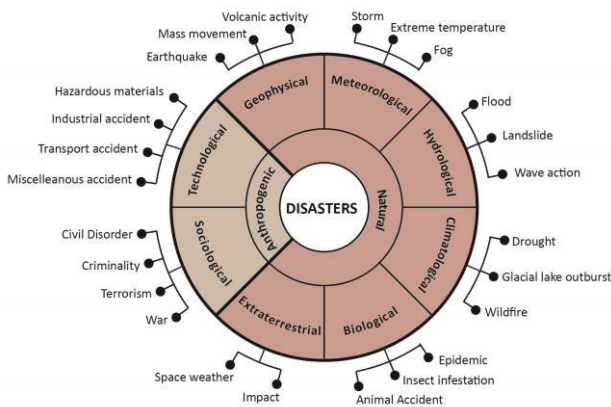 Volcanic activity
Mass movement
Earthquake
Storm
Extreme temperature
Fog
Hazardous materials
Industrial accident
Transport accident
Miscelleanous accident
Flood
Landslide
Wave action
Geophysical
Meteorological
Technological
Hydrological
Anthropogenic
DISASTERS
Natural
Sociological
Climatological
Extraterrestrial
Biological
Civil Disorder
Criminality
Terrorism
War
Drought
Glacial lake outburst
Wildfire
Space weather
Impact
Epidemic
Insect infestation
Animal Accident